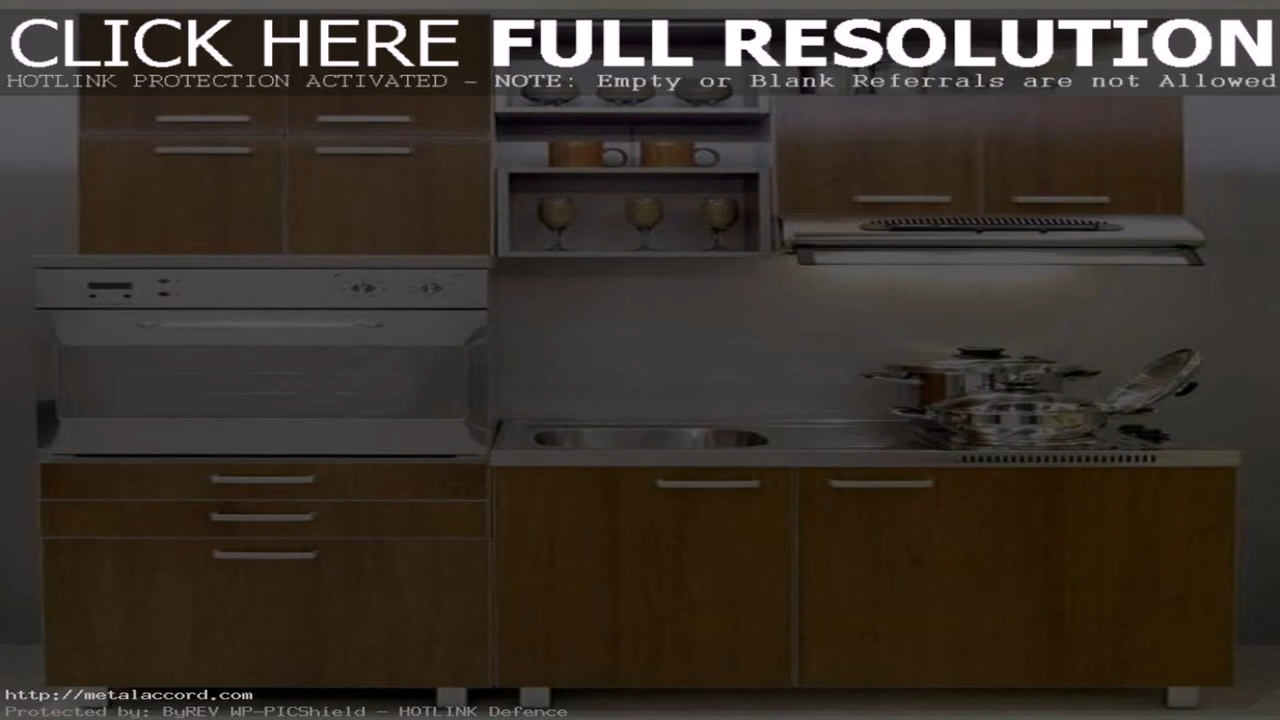 CLICK HERE FULL RESOLUTION
HOTLINK PROTECTION ACTIVATED - NOTE: Empty or Blank Referrals are not Allowed
http://metalaccord.com
Protected by: ByREV WP-PICShield - HOTLINK Defence